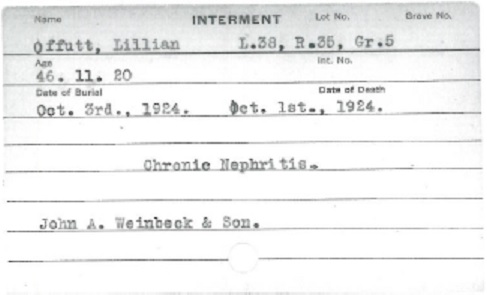 Name INTERMENT Lot No. Grave No.
Offutt, Lillian L.38, R.35, Gr.5
Age Int. No.
46. 11. 20
Date of Burial Date of Death
Oct. 3rd., 1924. Oct. 1st., 1924.
Chronic Nephritis.
John A. Weinbeck & Son.